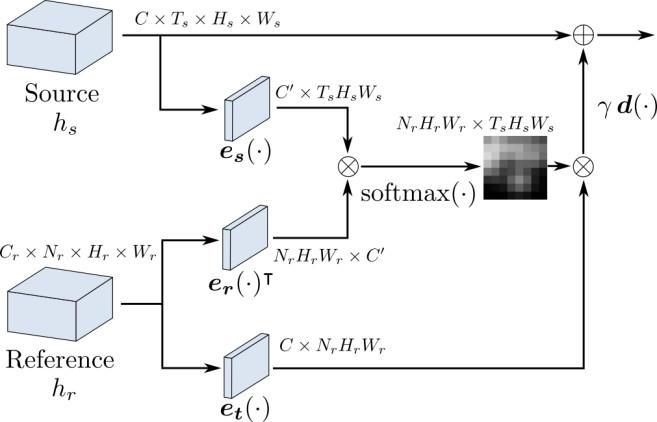 C × T_s × H_s × W_s
Source
h_s
C′ × T_sH_sW_s
e_s(·)
N_rH_rW_r × T_sH_sW_s
γ d(·)
softmax(·)
C_r × N_r × H_r × W_r
N_rH_rW_r × C′
e_r(·)ᵀ
Reference
h_r
C × N_rH_rW_r
e_t(·)